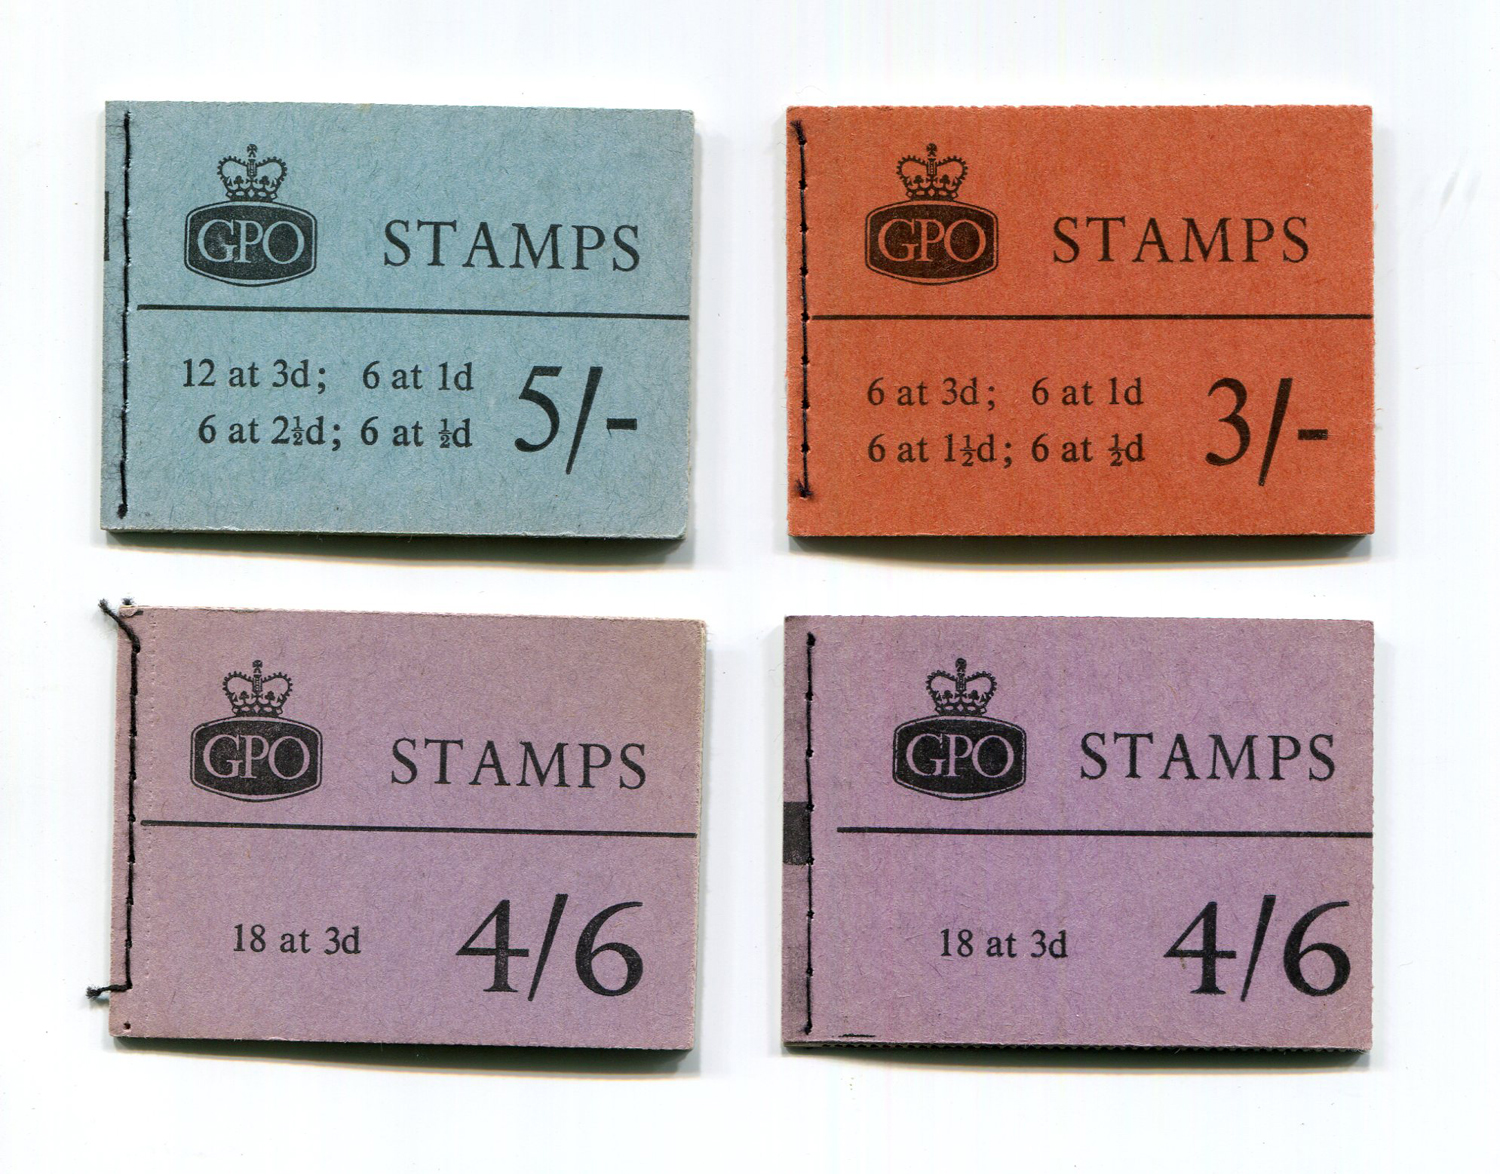 GPO
STAMPS
12 at 3d; 6 at 1d
6 at 2½d; 6 at ½d
5/-
GPO
STAMPS
6 at 3d; 6 at 1d
6 at 1½d; 6 at ½d
3/-
GPO
STAMPS
18 at 3d
4/6
GPO
STAMPS
18 at 3d
4/6